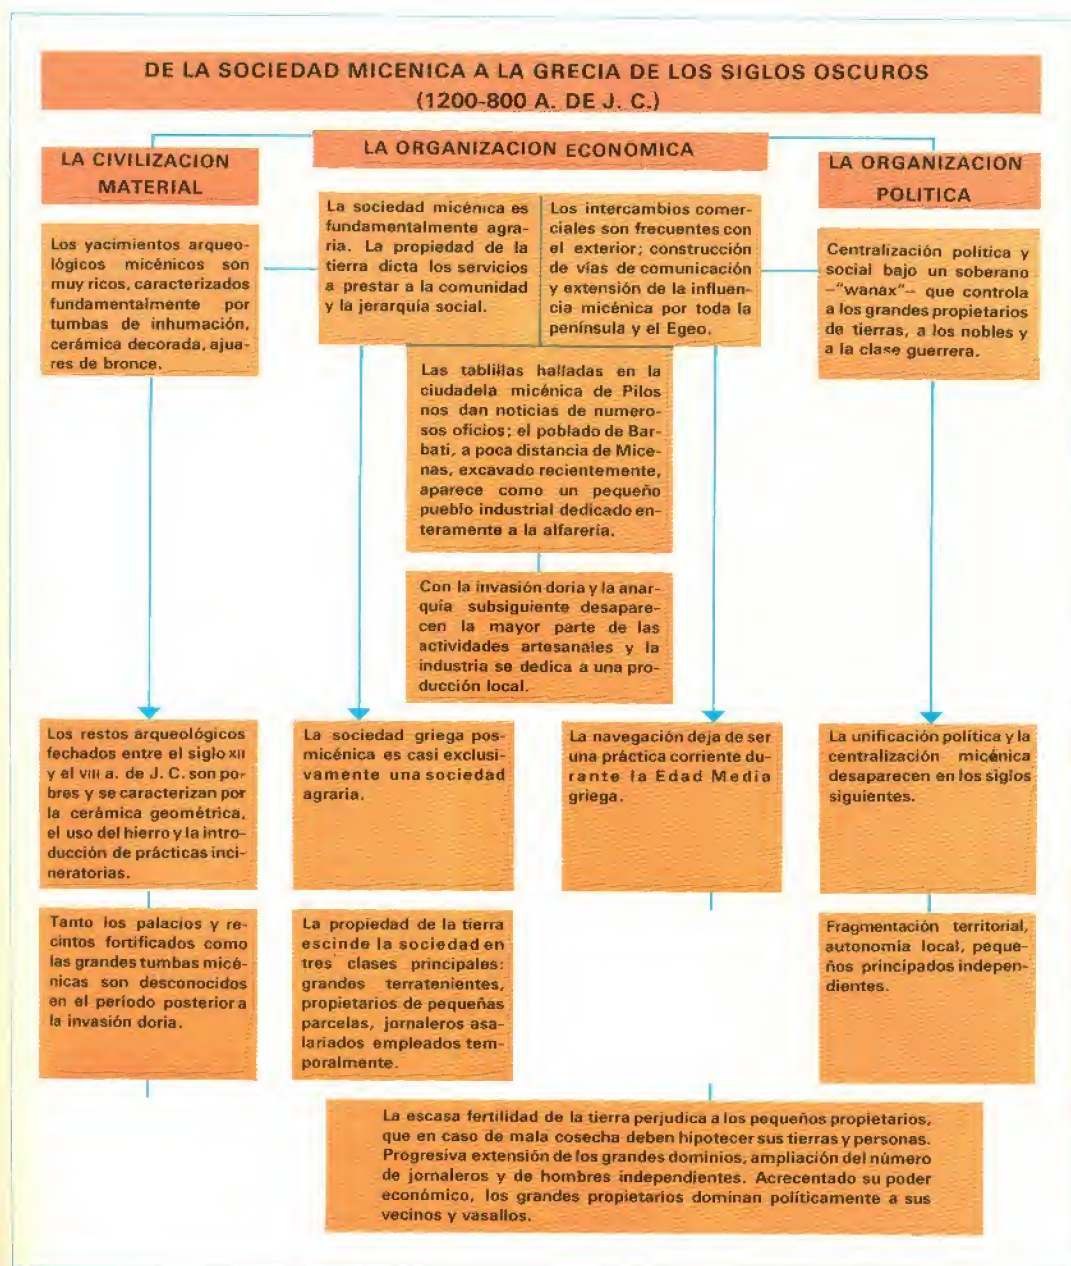 DE LA SOCIEDAD MICENICA A LA GRECIA DE LOS SIGLOS OSCUROS
(1200-800 A. DE J. C.)
LA CIVILIZACION
MATERIAL
LA ORGANIZACION ECONOMICA
LA ORGANIZACION
POLITICA
Los yacimientos arqueo-
lógicos micénicos son
muy ricos, caracterizados
fundamentalmente por
tumbas de inhumación,
cerámica decorada, ajua-
res de bronce.
La sociedad micénica es
fundamentalmente agra-
ria. La propiedad de la
tierra dicta los servicios
a prestar a la comunidad
y la jerarquía social.
Los intercambios comer-
ciales son frecuentes con
el exterior; construcción
de vías de comunicación
y extensión de la influen-
cia micénica por toda la
península y el Egeo.
Centralización política y
social bajo un soberano
–"wanax"– que controla
a los grandes propietarios
de tierras, a los nobles y
a la clase guerrera.
Las tablillas halladas en la
ciudadela micénica de Pilos
nos dan noticias de numero-
sos oficios; el poblado de Bar-
bati, a poca distancia de Mice-
nas, excavado recientemente,
aparece como un pequeño
pueblo industrial dedicado en-
teramente a la alfarería.
Con la invasión doria y la anar-
quía subsiguiente desapare-
cen la mayor parte de las
actividades artesanales y la
industria se dedica a una pro-
ducción local.
Los restos arqueológicos
fechados entre el siglo XII
y el VIII a. de J. C. son po-
bres y se caracterizan por
la cerámica geométrica,
el uso del hierro y la intro-
ducción de prácticas inci-
neratorias.
La sociedad griega pos-
micénica es casi exclusi-
vamente una sociedad
agraria.
La navegación deja de ser
una práctica corriente du-
rante la Edad Media
griega.
La unificación política y la
centralización micénica
desaparecen en los siglos
siguientes.
Tanto los palacios y re-
cintos fortificados como
las grandes tumbas micé-
nicas son desconocidos
en el período posterior a
la invasión doria.
La propiedad de la tierra
escinde la sociedad en
tres clases principales:
grandes terratenientes,
propietarios de pequeñas
parcelas, jornaleros asa-
lariados empleados tem-
poralmente.
Fragmentación territorial,
autonomía local, peque-
ños principados indepen-
dientes.
La escasa fertilidad de la tierra perjudica a los pequeños propietarios,
que en caso de mala cosecha deben hipotecer sus tierras y personas.
Progresiva extensión de los grandes dominios, ampliación del número
de jornaleros y de hombres independientes. Acrecentado su poder
económico, los grandes propietarios dominan políticamente a sus
vecinos y vasallos.